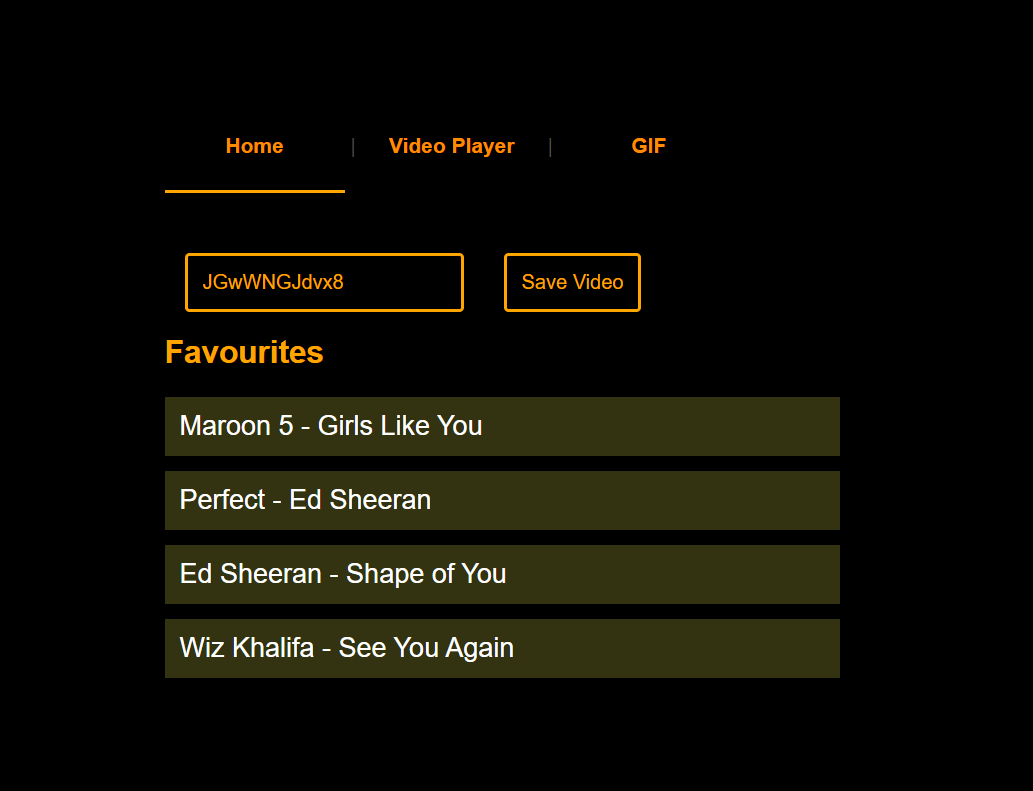 Home | Video Player | GIF
JGwWNGJdvx8 Save Video
Favourites
Maroon 5 - Girls Like You
Perfect - Ed Sheeran
Ed Sheeran - Shape of You
Wiz Khalifa - See You Again